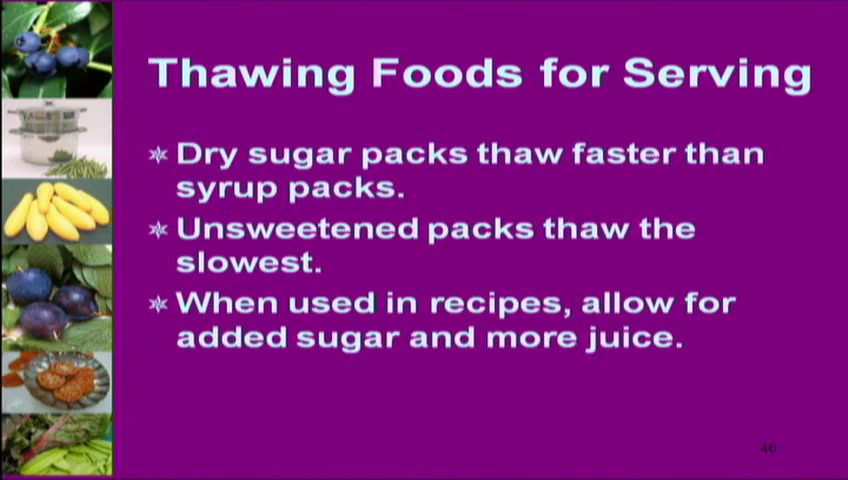 Thawing Foods for Serving
Dry sugar packs thaw faster than
syrup packs.
Unsweetened packs thaw the
slowest.
When used in recipes, allow for
added sugar and more juice.
40